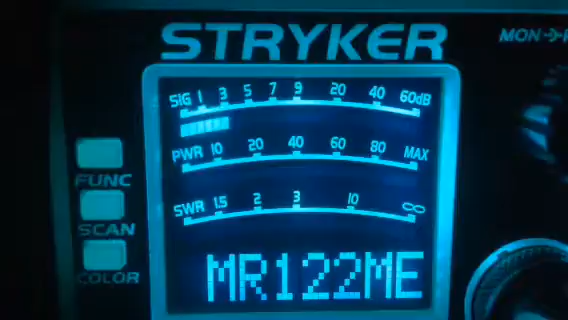 STRYKER
MON
SIG 1 3 5 7 9 20 40 60dB
PWR 10 20 40 60 80 MAX
SWR 1.5 2 3 10 ∞
FUNC
SCAN
COLOR
MR122ME